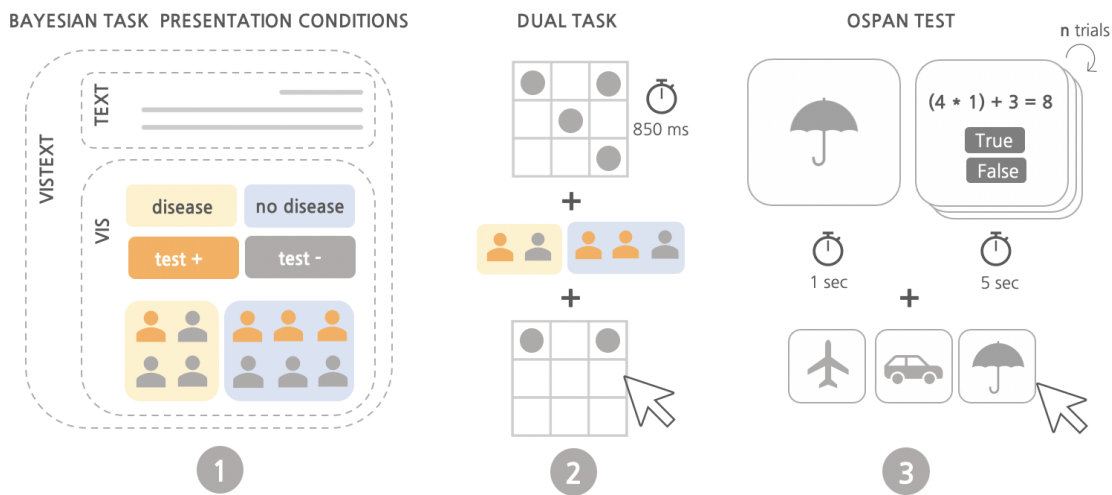 BAYESIAN TASK PRESENTATION CONDITIONS
VISTEXT
TEXT
VIS
disease
no disease
test +
test -
1
DUAL TASK
850 ms
+
+
2
OSPAN TEST
n trials
(4 * 1) + 3 = 8
True
False
1 sec
5 sec
+
3